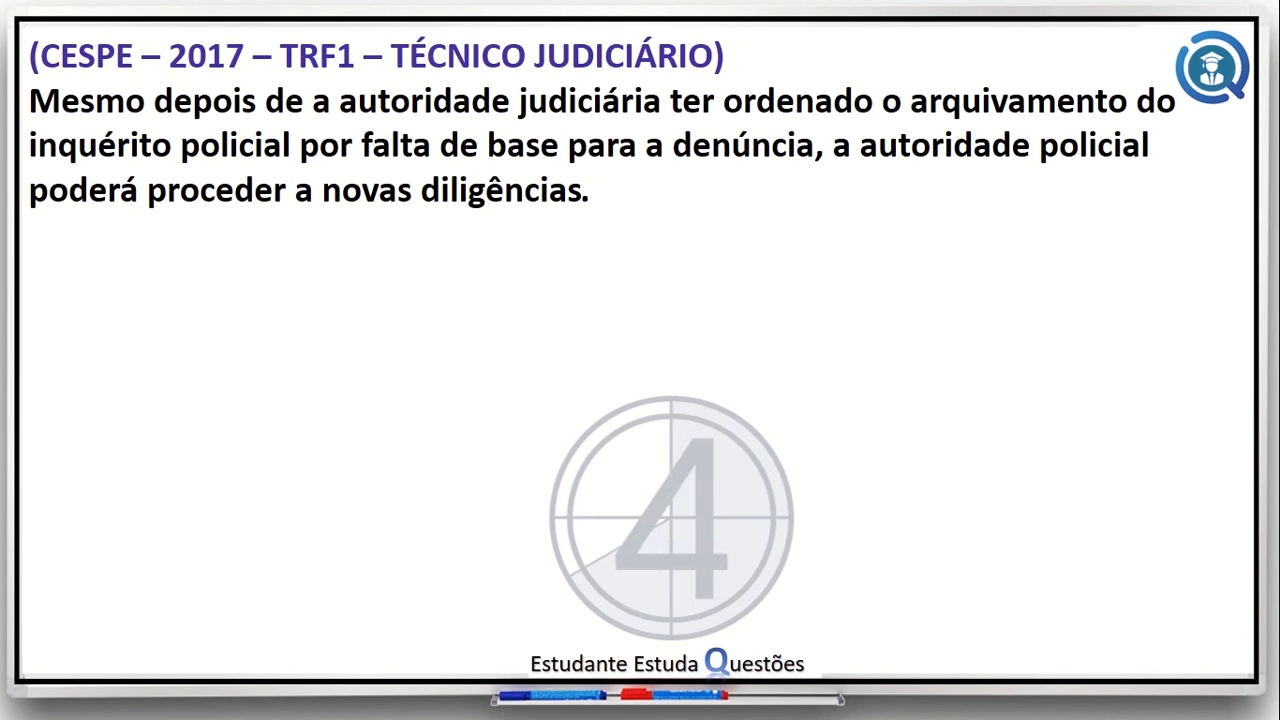 (CESPE – 2017 – TRF1 – TÉCNICO JUDICIÁRIO)
Mesmo depois de a autoridade judiciária ter ordenado o arquivamento do
inquérito policial por falta de base para a denúncia, a autoridade policial
poderá proceder a novas diligências.
4
Estudante Estuda Questões